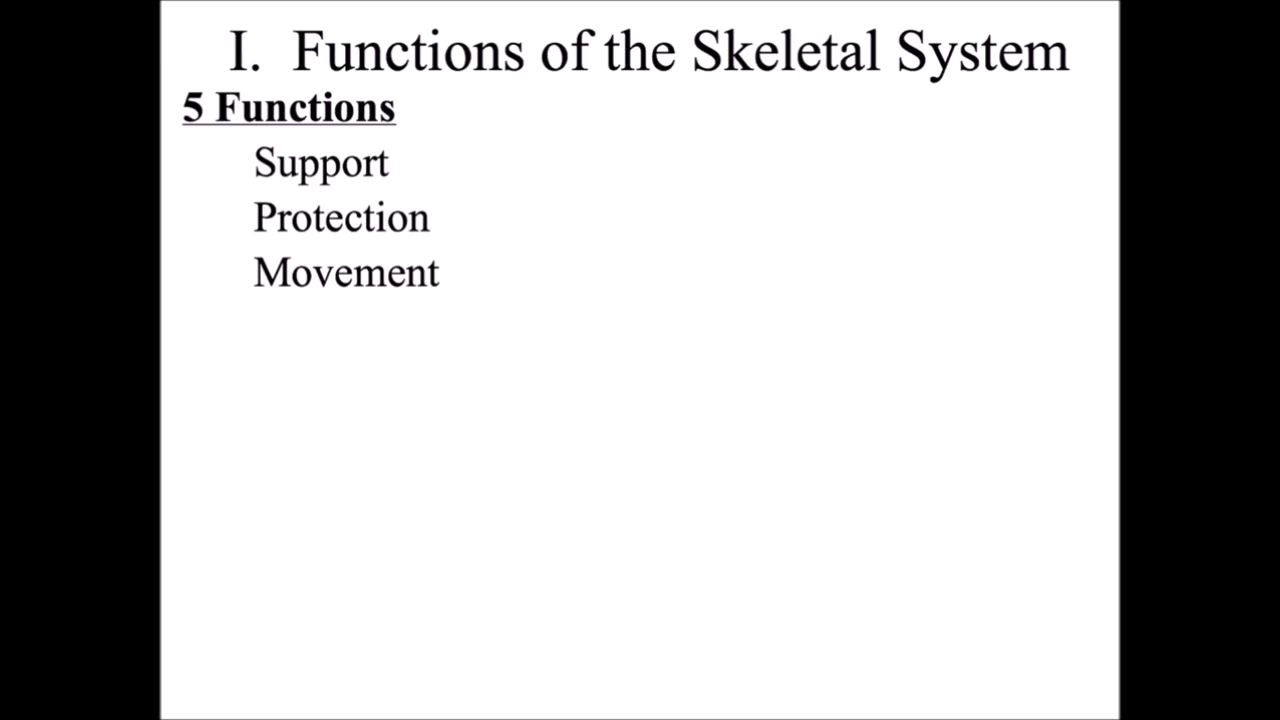 I. Functions of the Skeletal System
5 Functions
Support
Protection
Movement